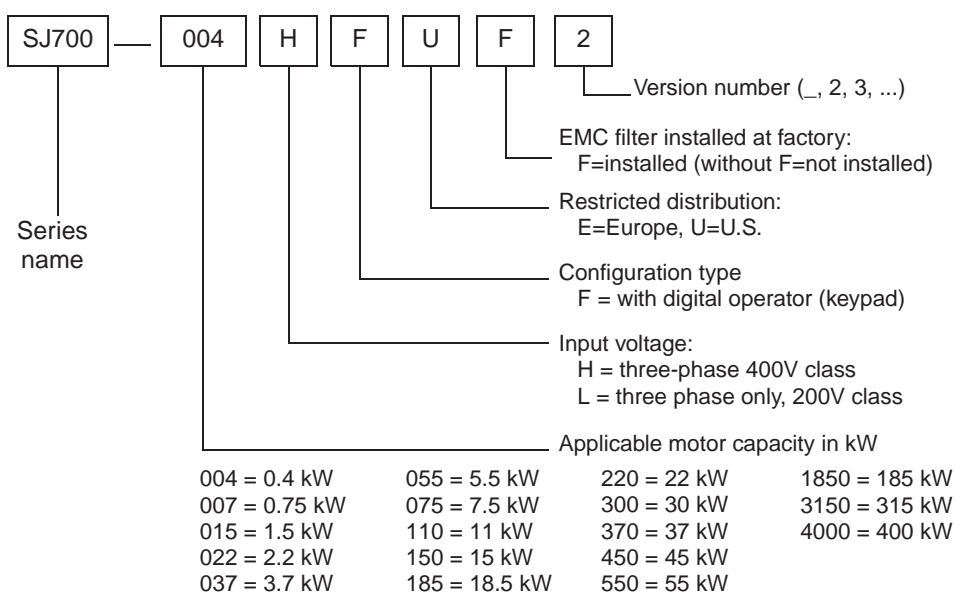 SJ700 — 004 H F U F 2
Version number (_, 2, 3, ...)
EMC filter installed at factory:
F=installed (without F=not installed)
Restricted distribution:
E=Europe, U=U.S.
Series
name
Configuration type
F = with digital operator (keypad)
Input voltage:
H = three-phase 400V class
L = three phase only, 200V class
Applicable motor capacity in kW
004 = 0.4 kW 055 = 5.5 kW 220 = 22 kW 1850 = 185 kW
007 = 0.75 kW 075 = 7.5 kW 300 = 30 kW 3150 = 315 kW
015 = 1.5 kW 110 = 11 kW 370 = 37 kW 4000 = 400 kW
022 = 2.2 kW 150 = 15 kW 450 = 45 kW
037 = 3.7 kW 185 = 18.5 kW 550 = 55 kW